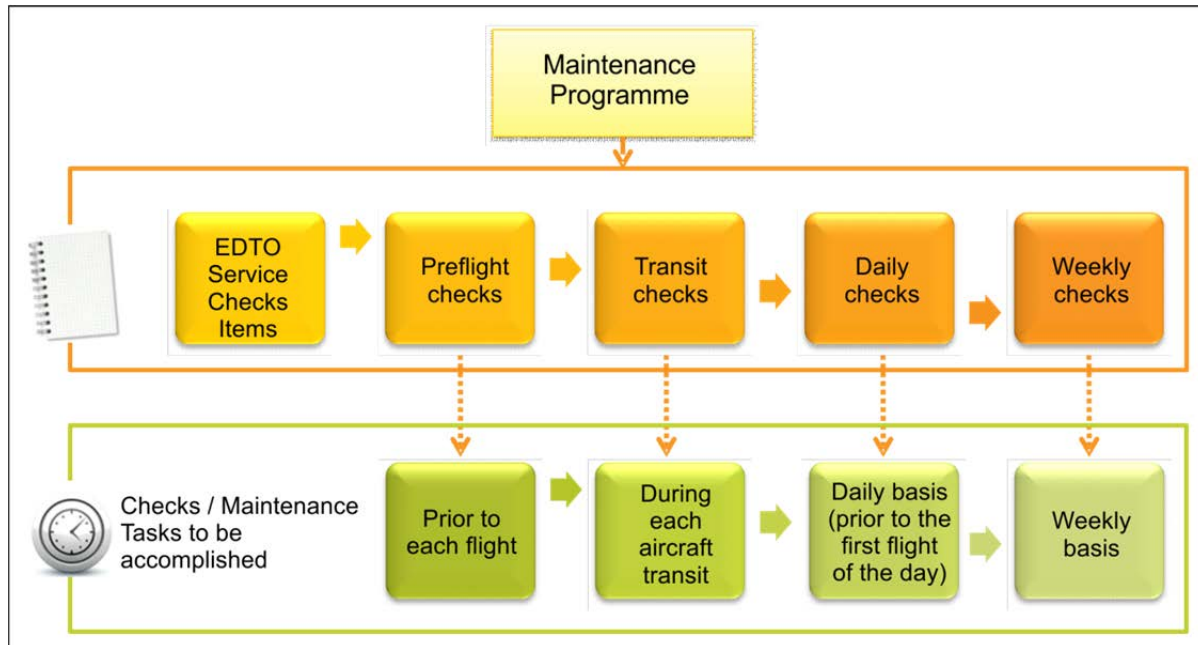 Maintenance
Programme
EDTO
Service
Checks
Items
Preflight
checks
Transit
checks
Daily
checks
Weekly
checks
Checks / Maintenance
Tasks to be
accomplished
Prior to
each flight
During
each
aircraft
transit
Daily basis
(prior to the
first flight
of the day)
Weekly
basis